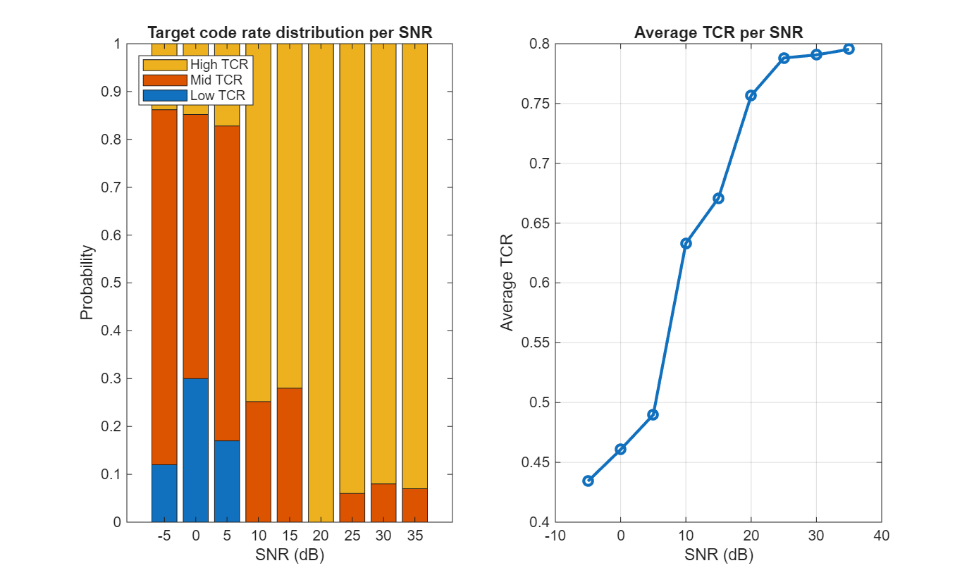 Target code rate distribution per SNR
High TCR
Mid TCR
Low TCR
1
0.9
0.8
0.7
0.6
0.5
0.4
0.3
0.2
0.1
0
Probability
-5 0 5 10 15 20 25 30 35
SNR (dB)
Average TCR per SNR
0.8
0.75
0.7
0.65
0.6
0.55
0.5
0.45
0.4
Average TCR
-10 0 10 20 30 40
SNR (dB)